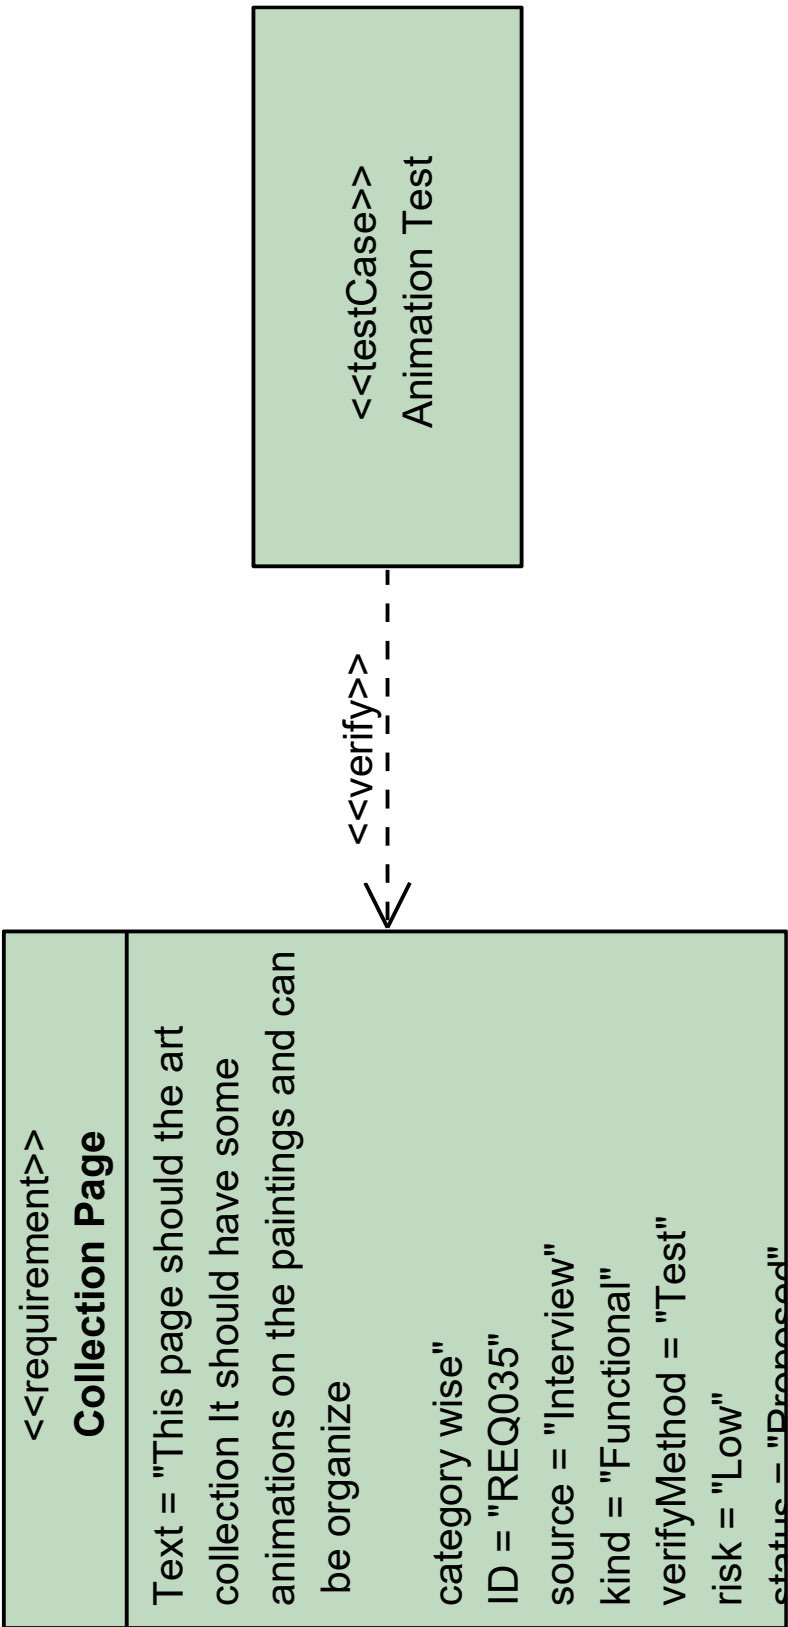 <<requirement>>
Collection Page
Text = "This page should the art
collection It should have some
animations on the paintings and can
be organize
category wise"
ID = "REQ035"
source = "Interview"
kind = "Functional"
verifyMethod = "Test"
risk = "Low"
status = "Proposed"
<<verify>>
<<testCase>>
Animation Test